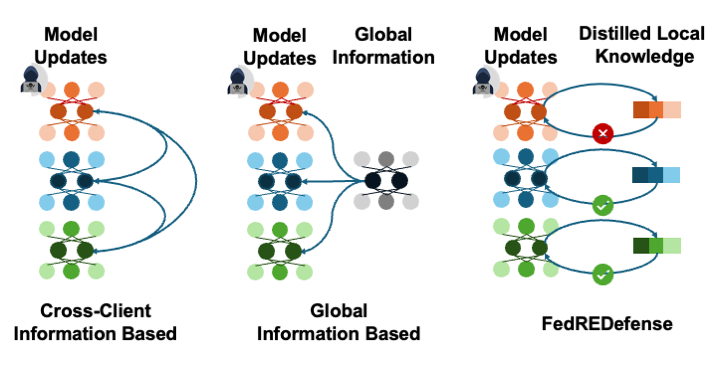 Model
Updates
Model
Updates
Global
Information
Model
Updates
Distilled Local
Knowledge
Cross-Client
Information Based
Global
Information Based
FedREDefense